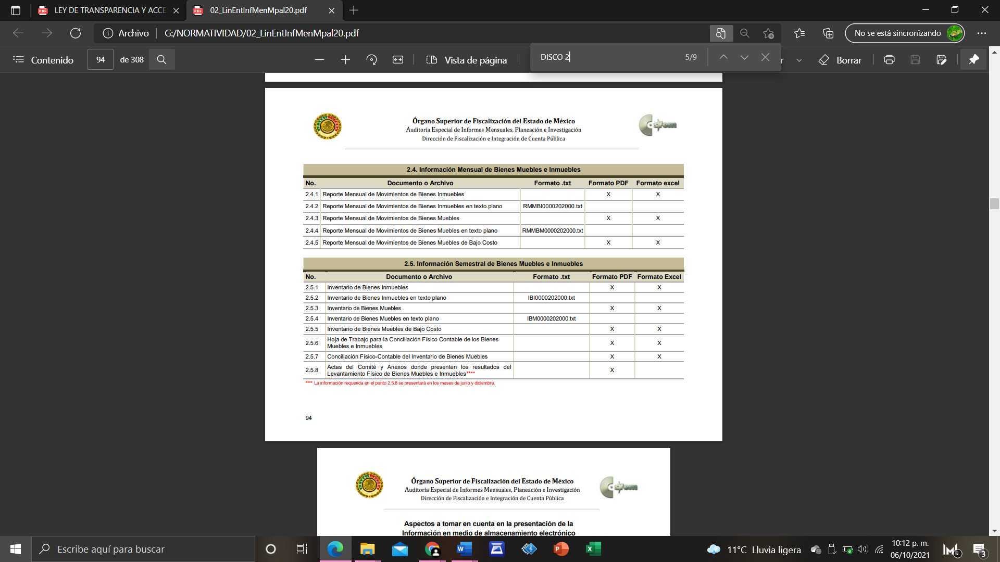 LEY DE TRANSPARENCIA Y ACCE
02_LinEntInfMenMpal20.pdf
Archivo G:/NORMATIVIDAD/02_LinEntInfMenMpal20.pdf
No se está sincronizando
Contenido 94 de 308
Vista de página
DISCO 2 5/9
r
Borrar
Órgano Superior de Fiscalización del Estado de México
Auditoría Especial de Informes Mensuales, Planeación e Investigación
Dirección de Fiscalización e Integración de Cuenta Pública
osfem
2.4. Información Mensual de Bienes Muebles e Inmuebles
No. Documento o Archivo Formato .txt Formato PDF Formato excel
2.4.1 Reporte Mensual de Movimientos de Bienes Inmuebles X X
2.4.2 Reporte Mensual de Movimientos de Bienes Inmuebles en texto plano RMMBI0000202000.txt
2.4.3 Reporte Mensual de Movimientos de Bienes Muebles X X
2.4.4 Reporte Mensual de Movimientos de Bienes Muebles en texto plano RMMBM0000202000.txt
2.4.5 Reporte Mensual de Movimientos de Bienes Muebles de Bajo Costo X X
2.5. Información Semestral de Bienes Muebles e Inmuebles
No. Documento o Archivo Formato .txt Formato PDF Formato Excel
2.5.1 Inventario de Bienes Inmuebles X X
2.5.2 Inventario de Bienes Inmuebles en texto plano IBI0000202000.txt
2.5.3 Inventario de Bienes Muebles X X
2.5.4 Inventario de Bienes Muebles en texto plano IBM0000202000.txt
2.5.5 Inventario de Bienes Muebles de Bajo Costo X X
2.5.6 Hoja de Trabajo para la Conciliación Físico Contable de los Bienes
Muebles e Inmuebles X X
2.5.7 Conciliación Físico-Contable del Inventario de Bienes Muebles X X
2.5.8 Actas del Comité y Anexos donde presenten los resultados del
Levantamiento Físico de Bienes Muebles e Inmuebles**** X
**** La información requerida en el punto 2.5.8 se presentará en los meses de junio y diciembre.
94
Órgano Superior de Fiscalización del Estado de México
Auditoría Especial de Informes Mensuales, Planeación e Investigación
Dirección de Fiscalización e Integración de Cuenta Pública
osfem
Aspectos a tomar en cuenta en la presentación de la
Información en medio de almacenamiento electrónico
Escribe aquí para buscar
11°C Lluvia ligera
10:12 p. m.
06/10/2021
3
3